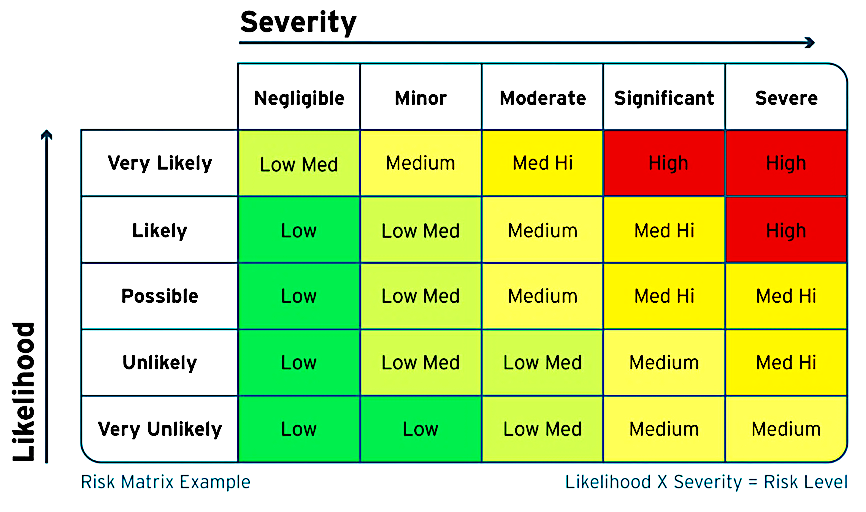 Severity
Negligible Minor Moderate Significant Severe
Very Likely Low Med Medium Med Hi High High
Likely Low Low Med Medium Med Hi High
Possible Low Low Med Medium Med Hi Med Hi
Unlikely Low Low Med Low Med Medium Med Hi
Very Unlikely Low Low Low Med Medium Medium
Likelihood
Risk Matrix Example Likelihood X Severity = Risk Level